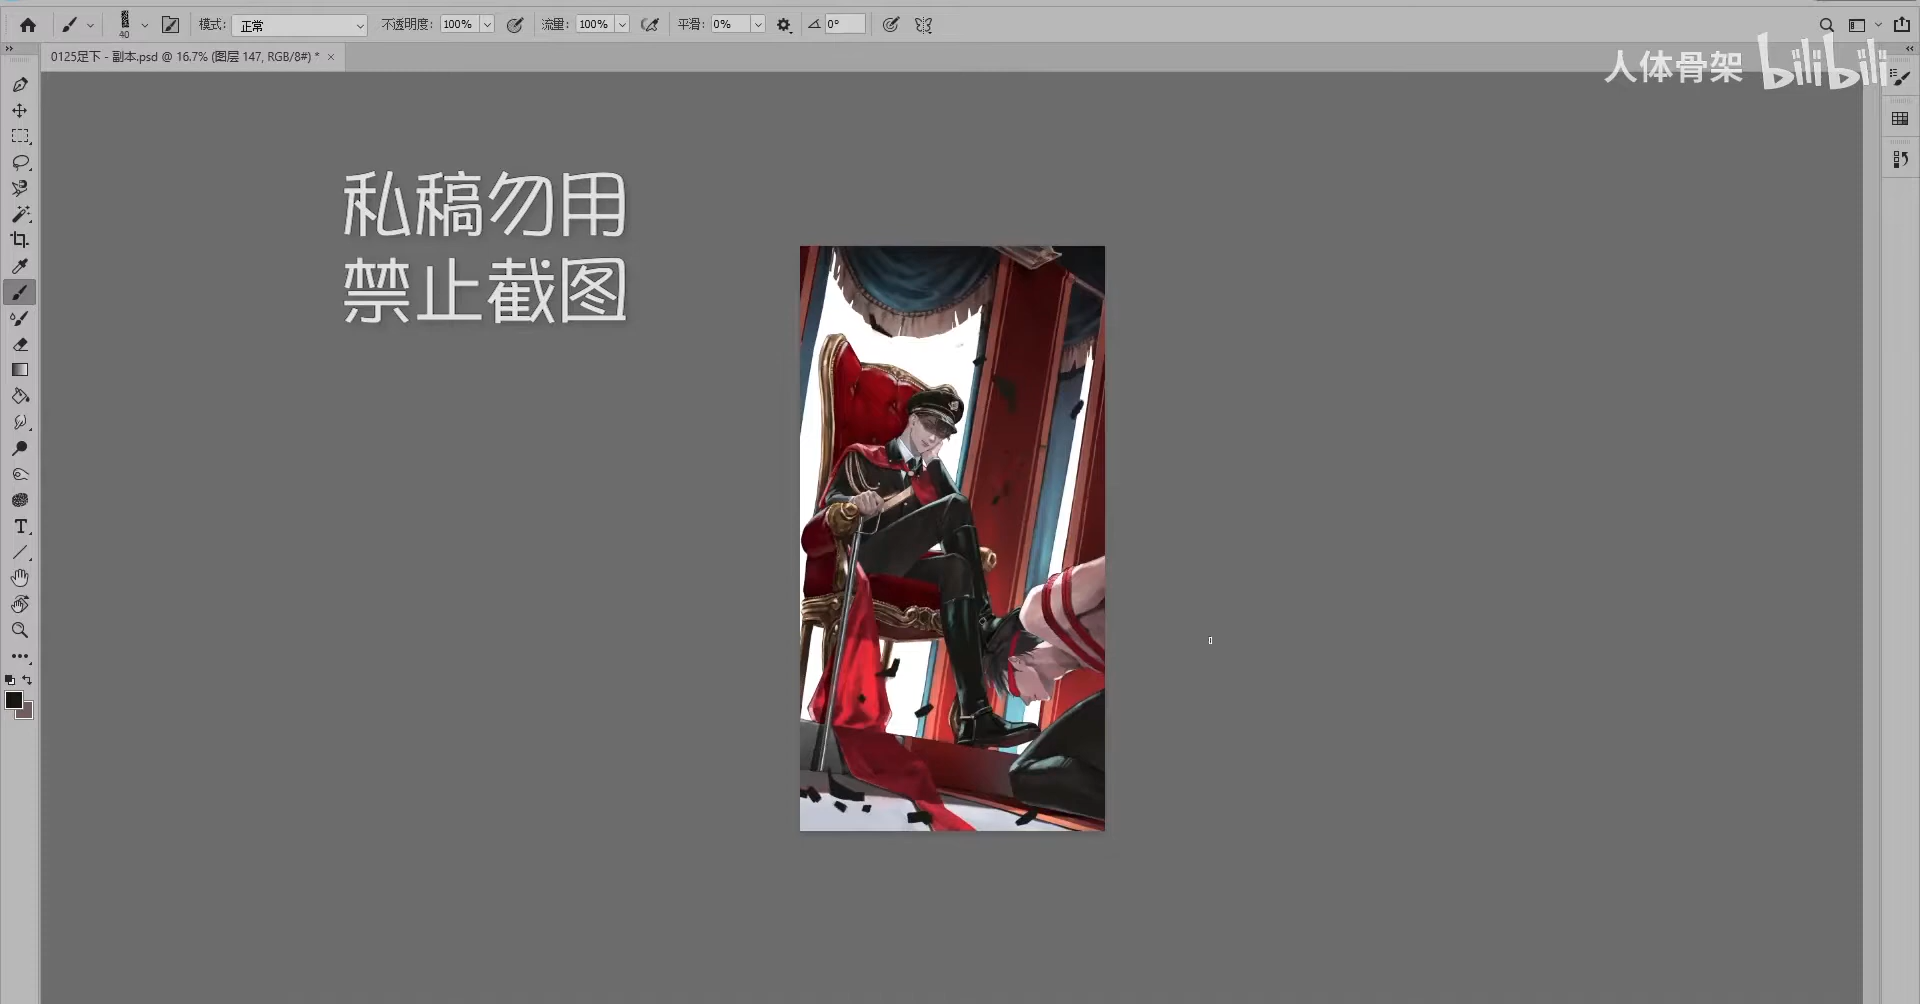 40
模式: 正常 不透明度: 100% 流量: 100% 平滑: 0% 0°
0125足下 - 副本.psd @ 16.7% (图层 147, RGB/8#) * ×
人体骨架 bilibili
私稿勿用
禁止截图
T